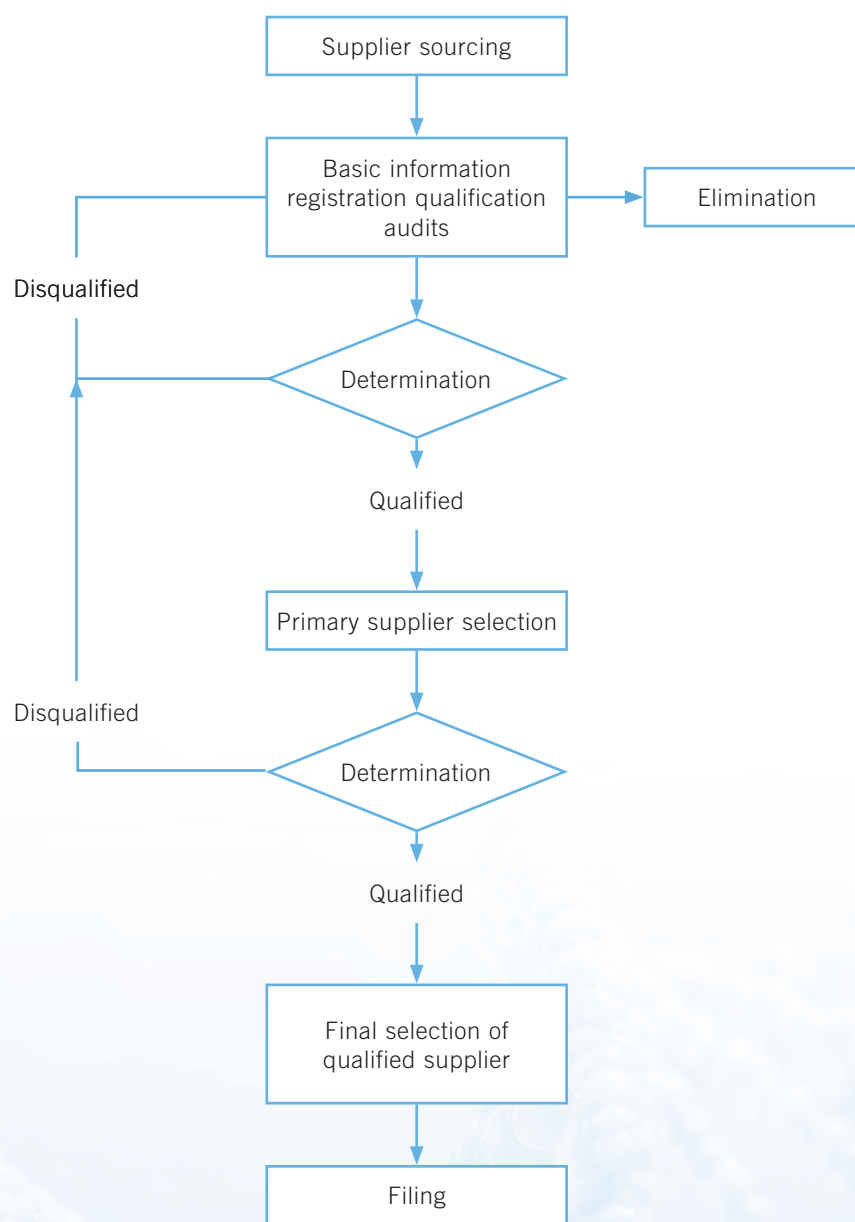 Supplier sourcing
Basic information
registration qualification
audits
Elimination
Disqualified
Determination
Qualified
Primary supplier selection
Disqualified
Determination
Qualified
Final selection of
qualified supplier
Filing